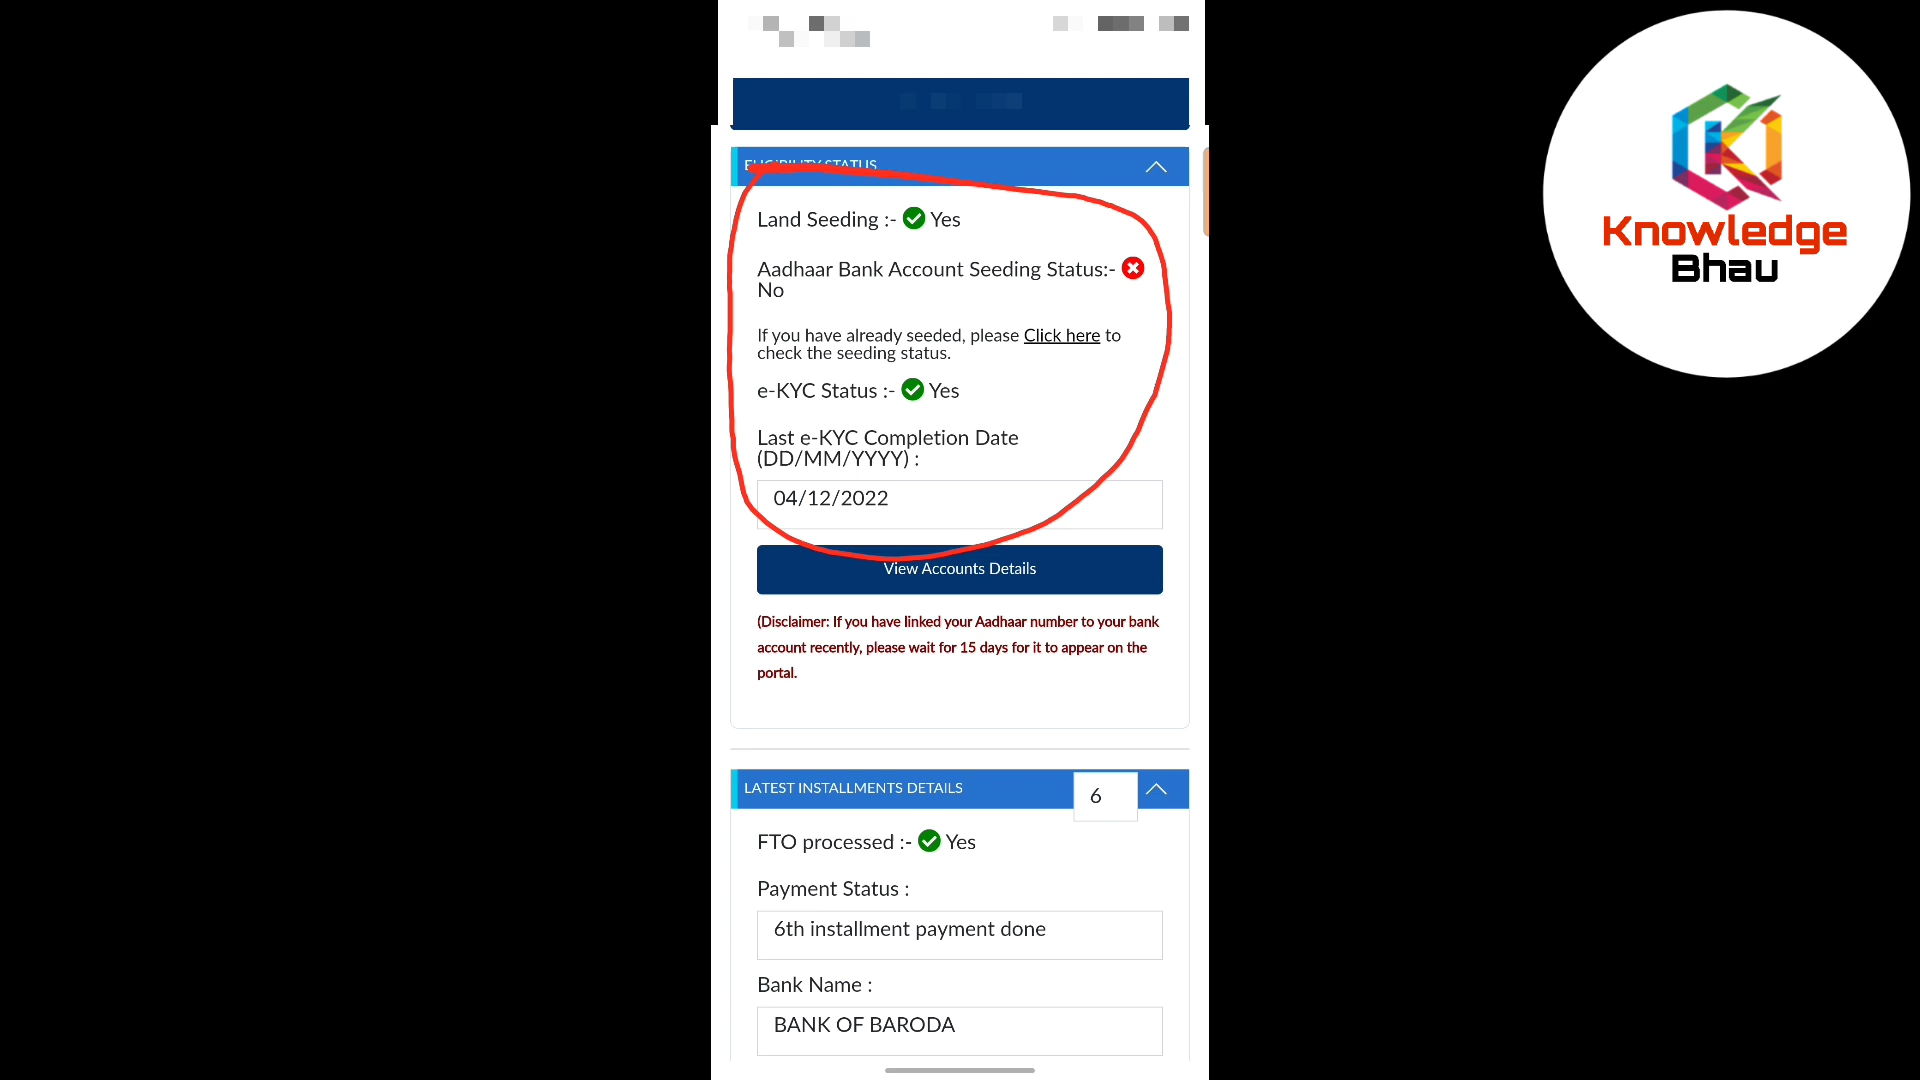 ELIGIBILITY STATUS
Land Seeding :- Yes
Aadhaar Bank Account Seeding Status:-
No
If you have already seeded, please Click here to
check the seeding status.
e-KYC Status :- Yes
Last e-KYC Completion Date
(DD/MM/YYYY) :
04/12/2022
View Accounts Details
(Disclaimer: If you have linked your Aadhaar number to your bank
account recently, please wait for 15 days for it to appear on the
portal.
LATEST INSTALLMENTS DETAILS 6
FTO processed :- Yes
Payment Status :
6th installment payment done
Bank Name :
BANK OF BARODA
Knowledge
Bhau